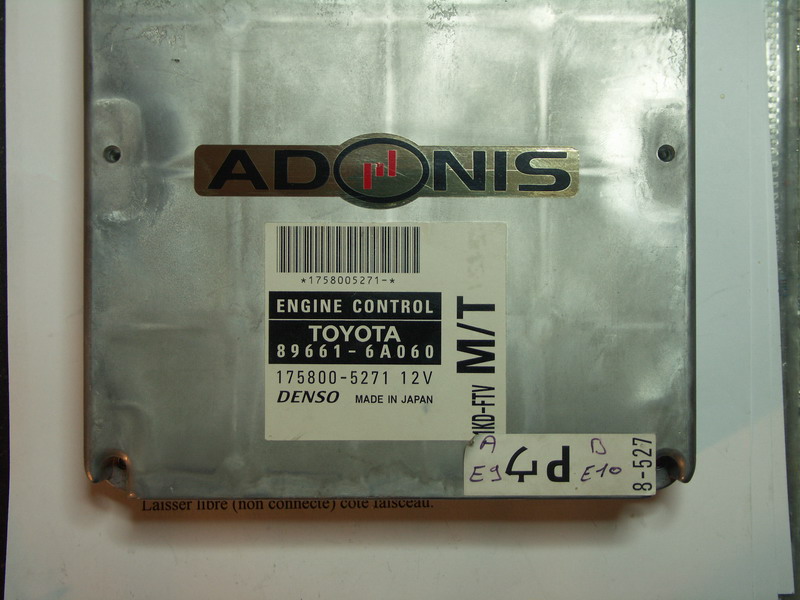 ADONIS
*1758005271-*
ENGINE CONTROL
TOYOTA
89661-6A060
175800-5271 12V
DENSO MADE IN JAPAN
1KD-FTV M/T
A B
E9 E10
8-527
Laisser libre (non connecté) côté faisceau.